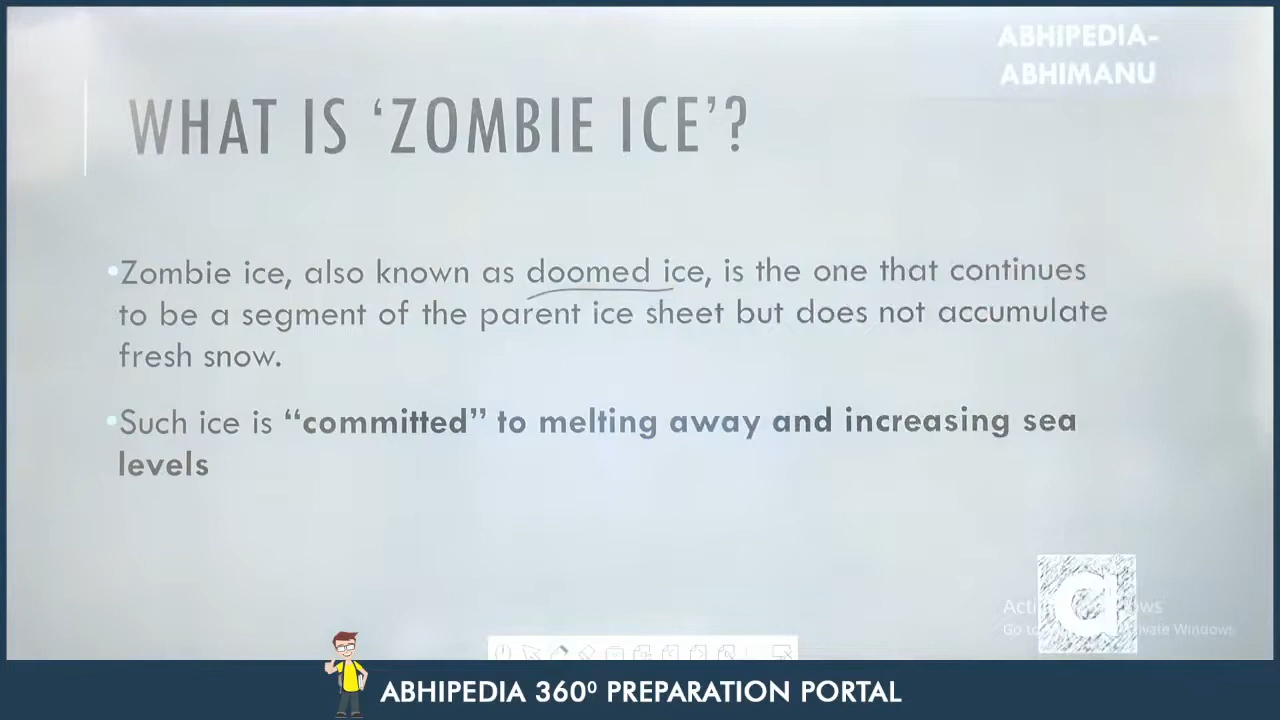 ABHIPEDIA-
ABHIMANU
WHAT IS ‘ZOMBIE ICE’?
•Zombie ice, also known as doomed ice, is the one that continues
to be a segment of the parent ice sheet but does not accumulate
fresh snow.
•Such ice is “committed” to melting away and increasing sea
levels
a
ABHIPEDIA 360⁰ PREPARATION PORTAL